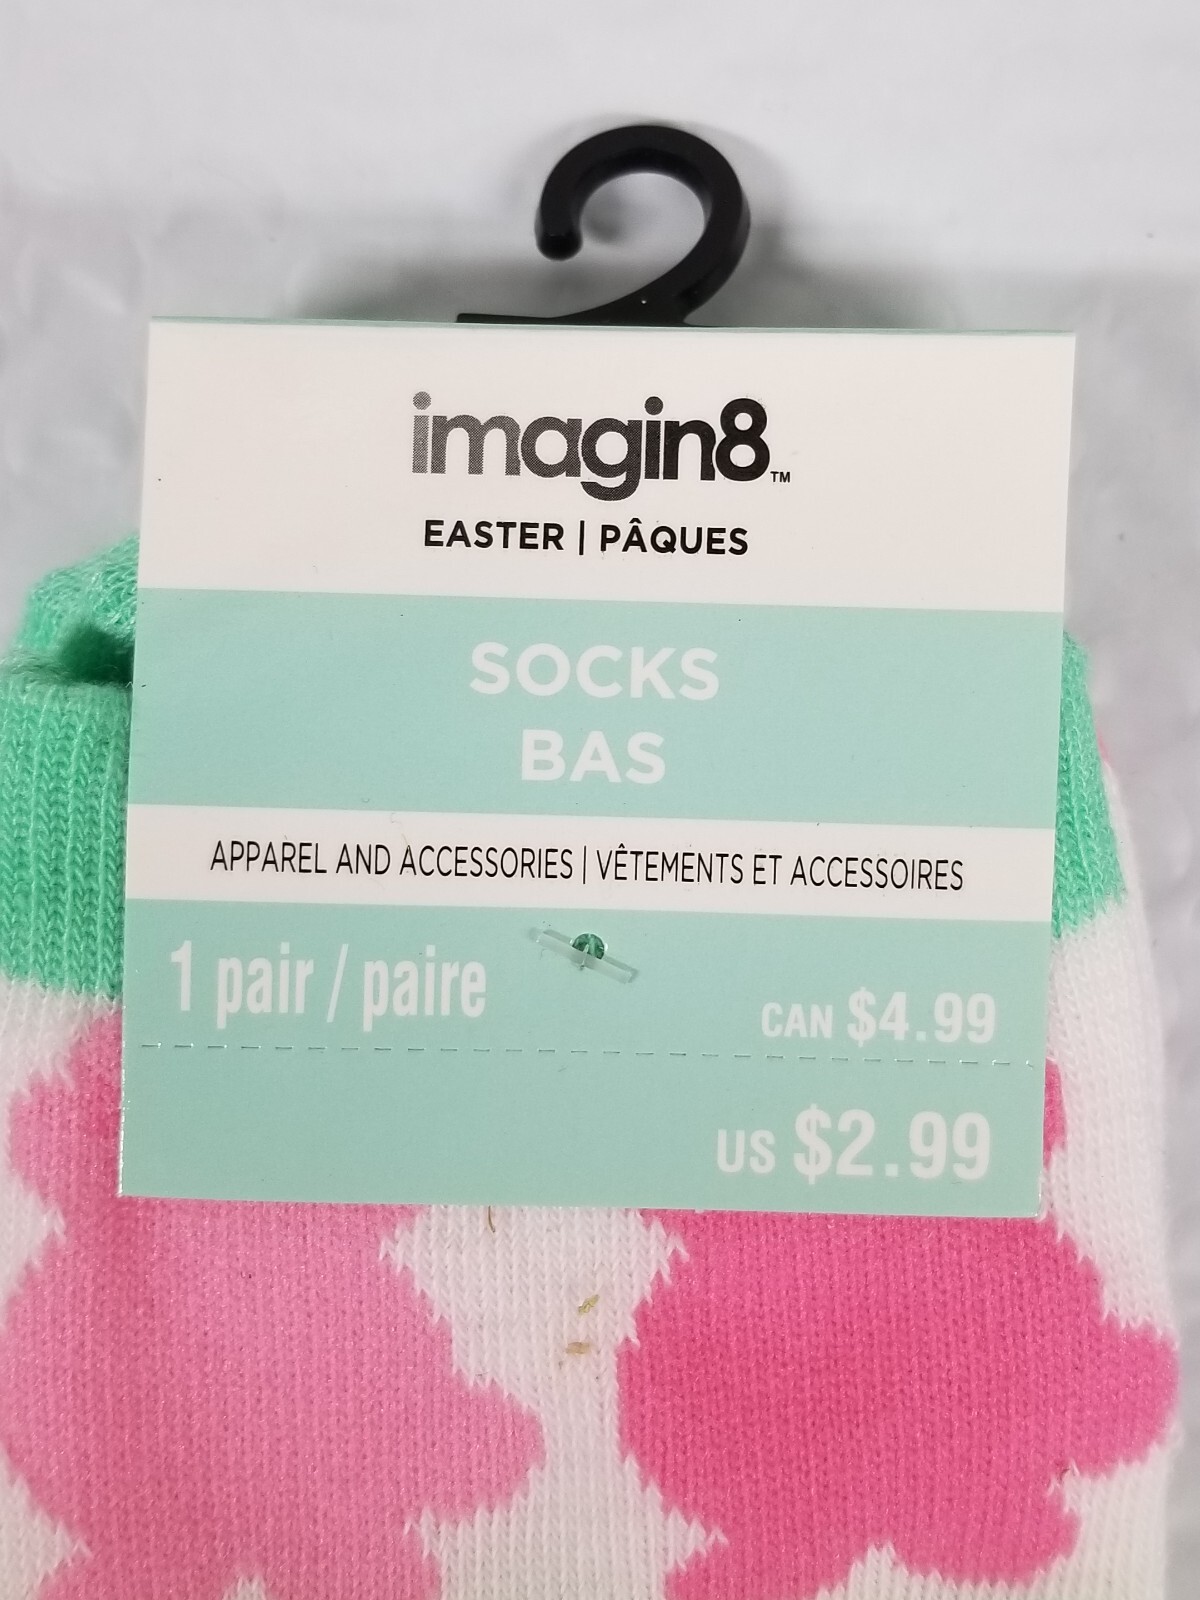 imagin8™
EASTER | PÂQUES
SOCKS
BAS
APPAREL AND ACCESSORIES | VÊTEMENTS ET ACCESSOIRES
1 pair / paire
CAN $4.99
US $2.99